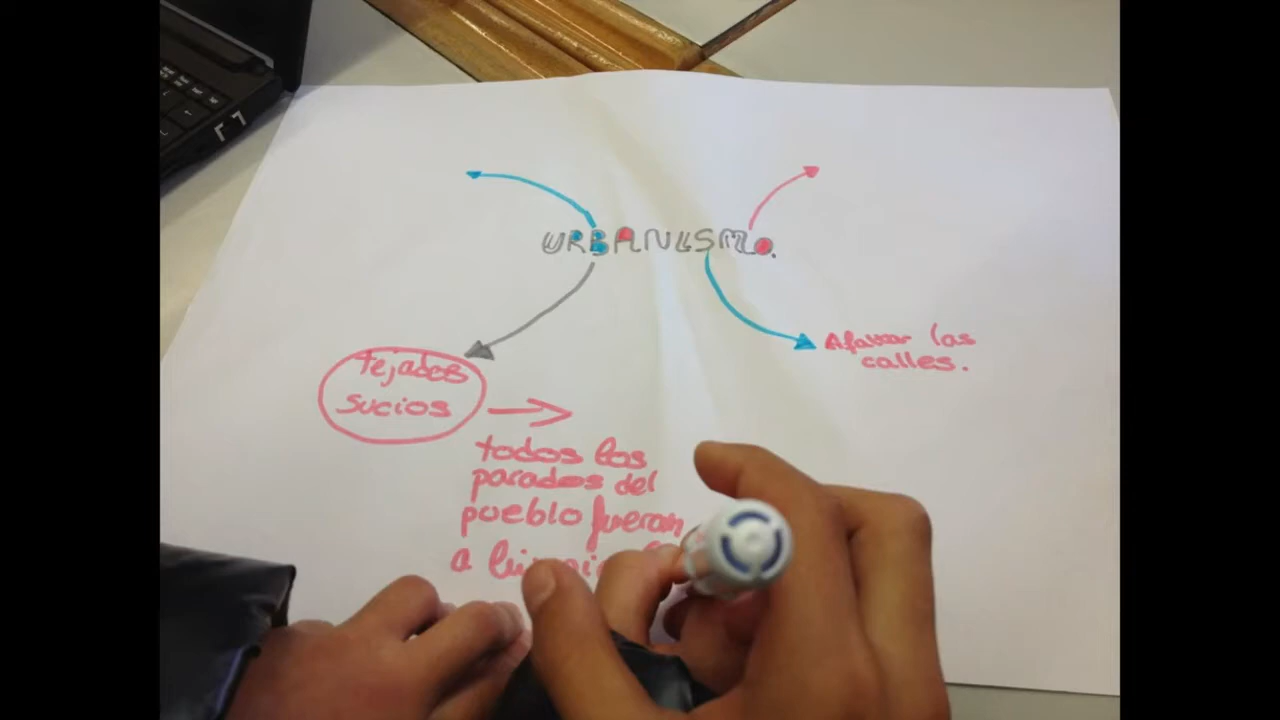 URBANISMO.
Afaltar las
calles.
tejados
sucios
todos los
parados del
pueblo fueran
a